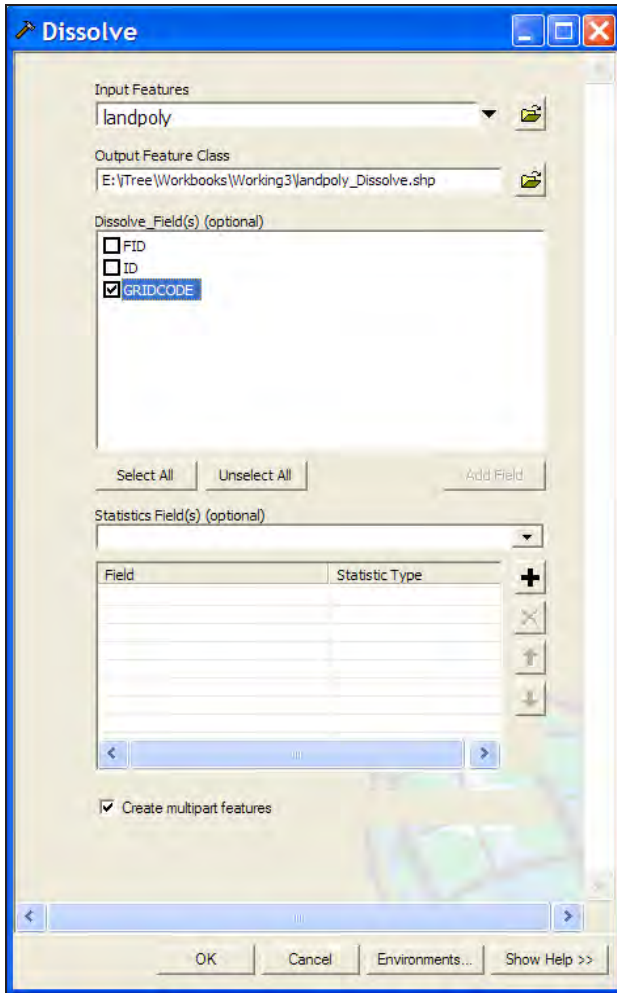 Dissolve
Input Features
landpoly
Output Feature Class
E:\iTree\Workbooks\Working3\landpoly_Dissolve.shp
Dissolve_Field(s) (optional)
FID
ID
GRIDCODE
Select All Unselect All Add Field
Statistics Field(s) (optional)
Field Statistic Type
Create multipart features
OK Cancel Environments... Show Help >>